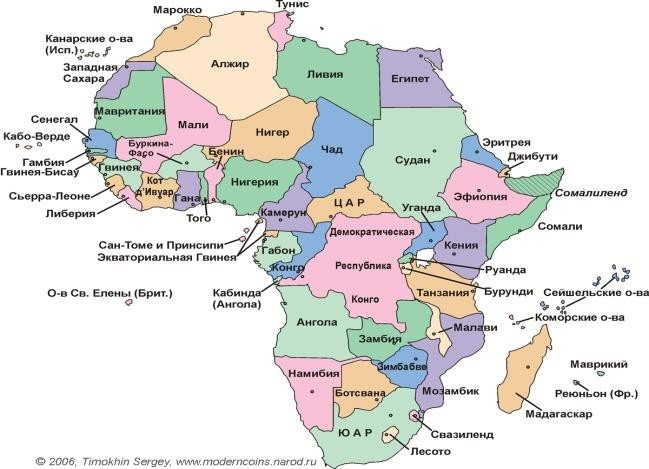 Марокко
Тунис
Канарские о-ва
(Исп.)
Алжир
Ливия
Египет
Западная
Сахара
Мавритания
Мали
Нигер
Чад
Судан
Эритрея
Джибути
Сенегал
Кабо-Верде
Гамбия
Гвинея-Бисау
Гвинея
Буркина-
Фасо
Бенин
Нигерия
Сьерра-Леоне
Либерия
Кот
д'Ивуар
Гана
Того
Камерун
Ц А Р
Уганда
Эфиопия
Сомалиленд
Сомали
Сан-Томе и Принсипи
Экваториальная Гвинея
Габон
Конго
Демократическая
Республика
Конго
Кения
Руанда
Бурунди
Танзания
Сейшельские о-ва
О-в Св. Елены (Брит.)
Кабинда
(Ангола)
Ангола
Замбия
Малави
Коморские о-ва
Зимбабве
Мозамбик
Маврикий
Реюньон (Фр.)
Мадагаскар
Намибия
Ботсвана
Ю А Р
Свазиленд
Лесото
© 2006, Timokhin Sergey, www.moderncoins.narod.ru